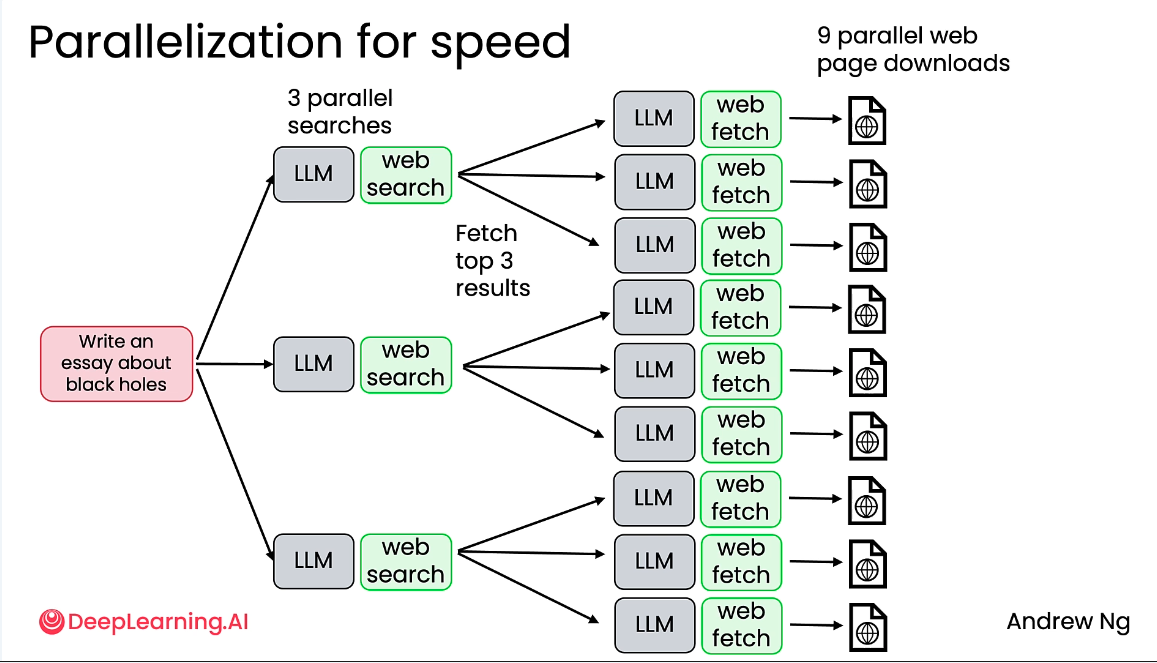 Parallelization for speed
9 parallel web
page downloads
3 parallel
searches
LLM
web
search
Fetch
top 3
results
Write an
essay about
black holes
LLM
web
search
LLM
web
search
LLM
web
fetch
LLM
web
fetch
LLM
web
fetch
LLM
web
fetch
LLM
web
fetch
LLM
web
fetch
LLM
web
fetch
LLM
web
fetch
LLM
web
fetch
DeepLearning.AI
Andrew Ng